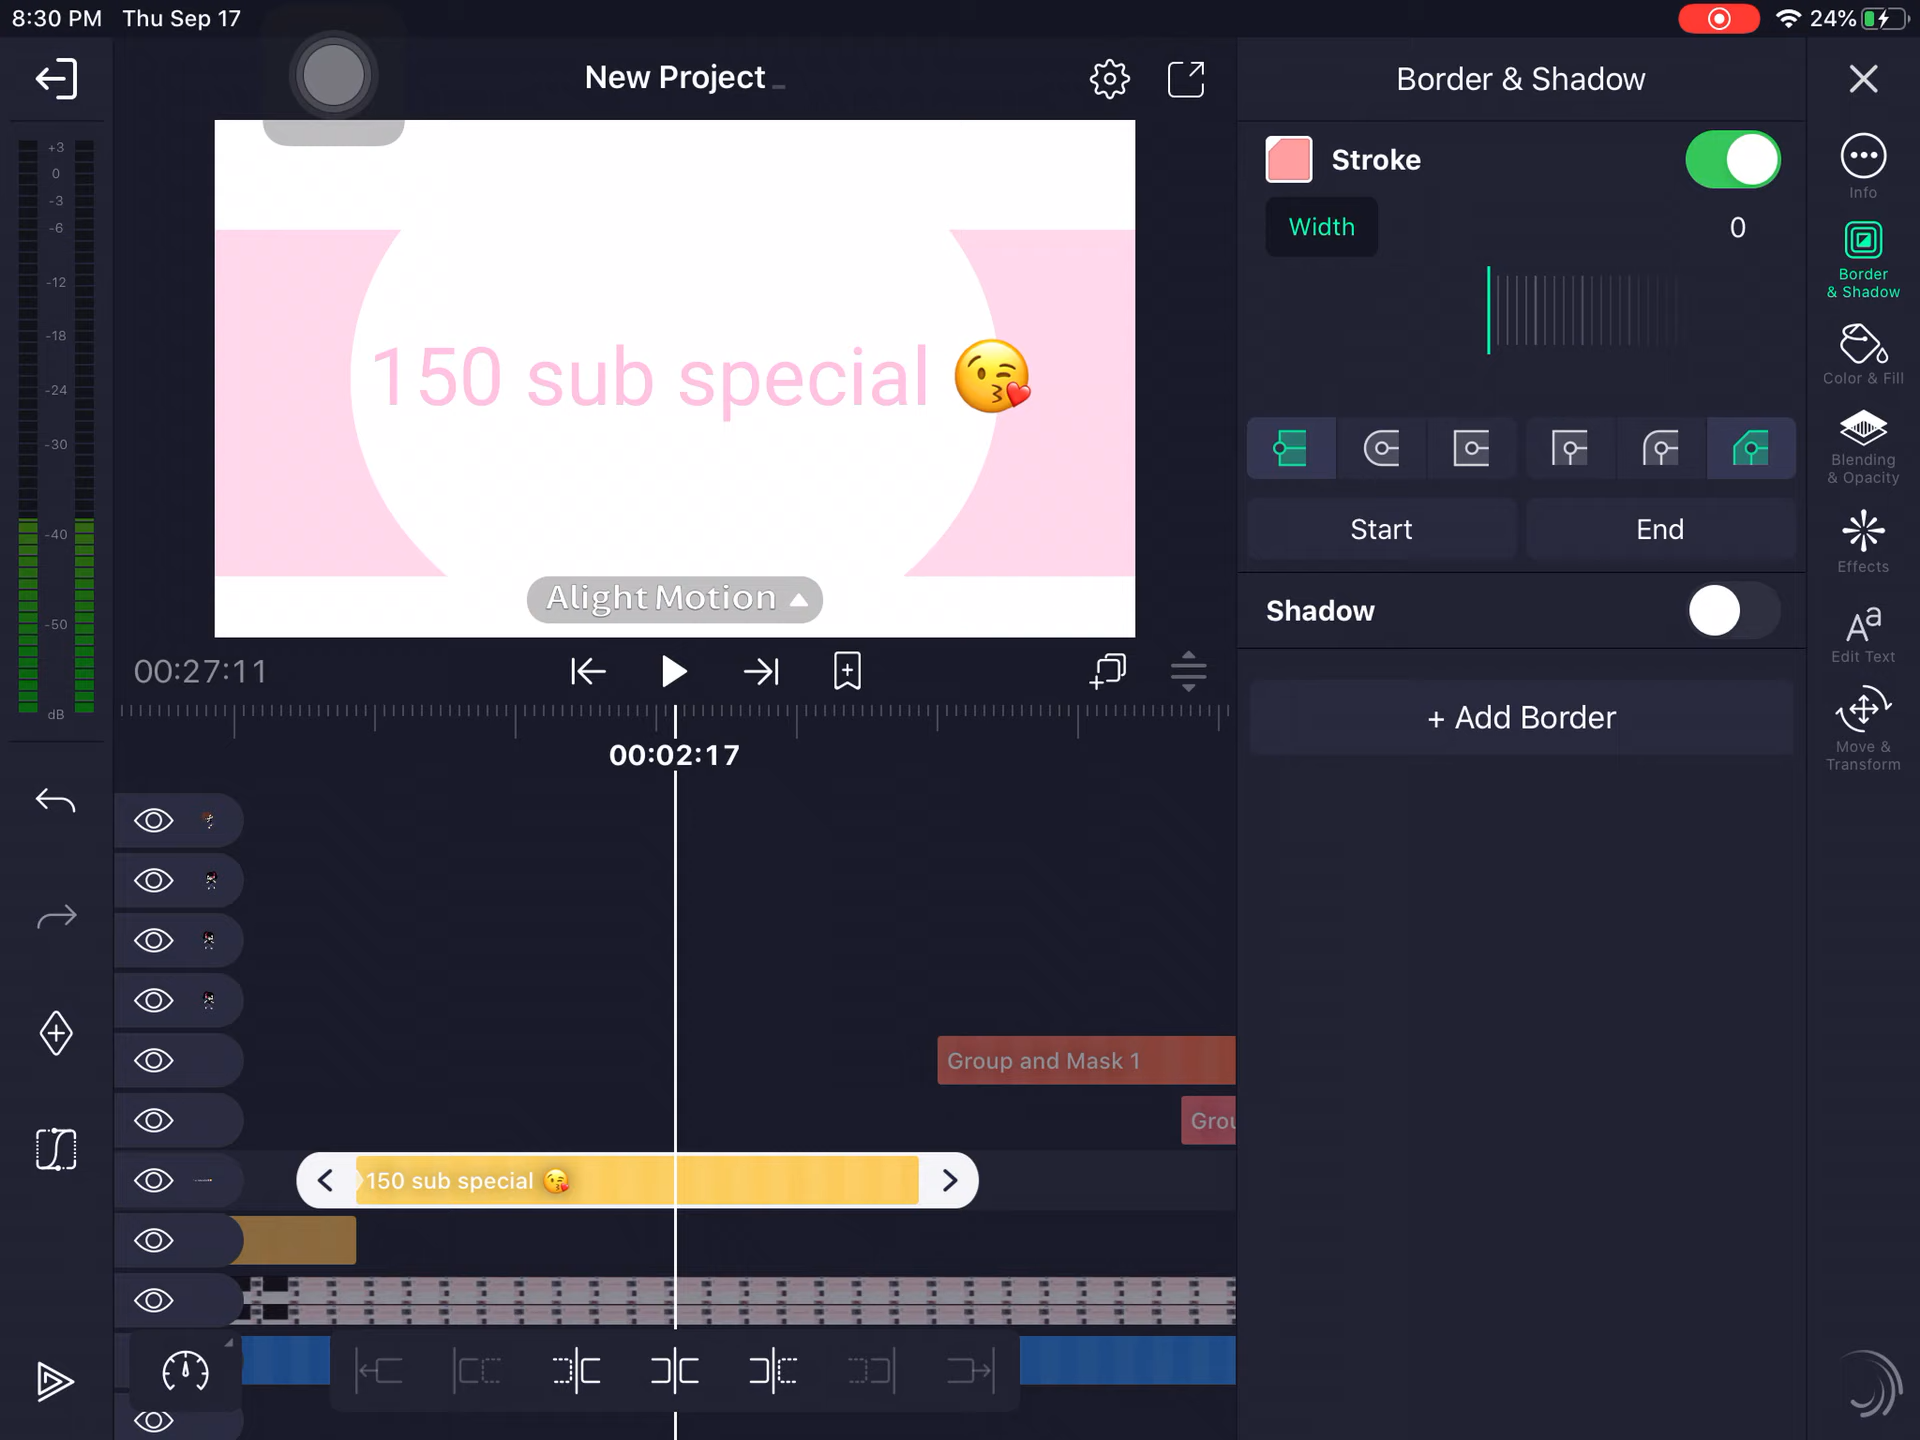 8:30 PM Thu Sep 17
24%
New Project
Border & Shadow
Stroke
Width
0
Start
End
Shadow
+ Add Border
Info
Border
& Shadow
Color & Fill
Blending
& Opacity
Effects
Edit Text
Move &
Transform
+3
0
-3
-6
-12
-18
-24
-30
-40
-50
dB
150 sub special 😘
Alight Motion
00:27:11
00:02:17
Group and Mask 1
Grou
150 sub special 😘